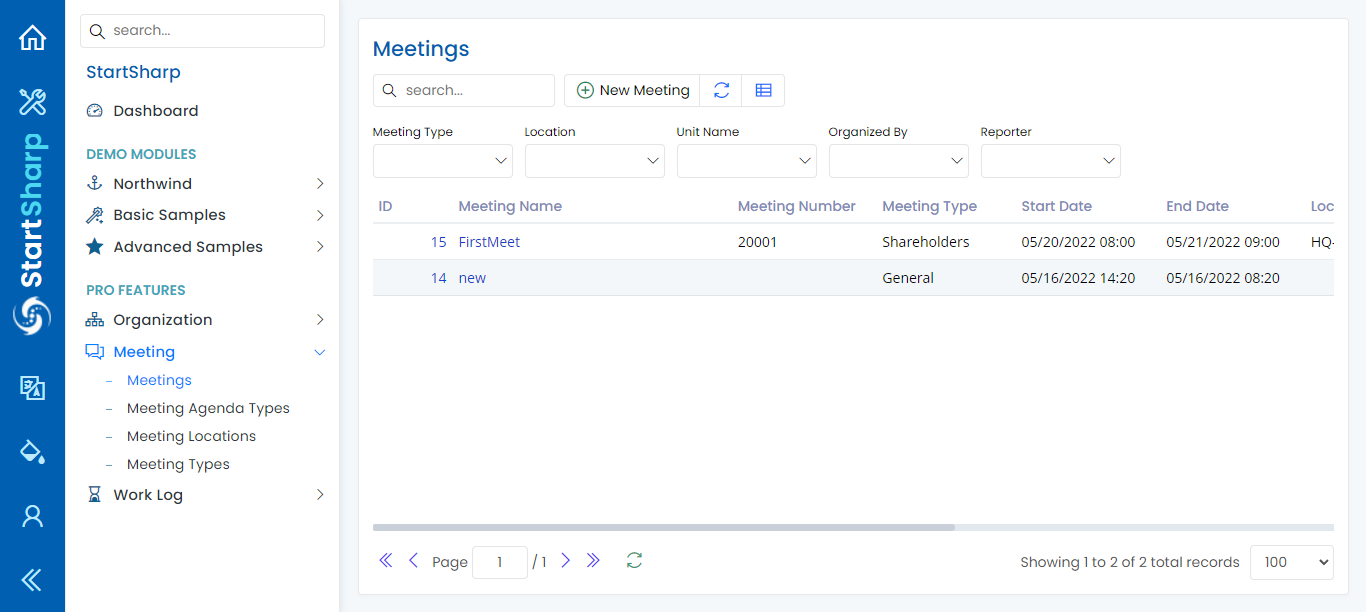 StartSharp
search...
StartSharp
Dashboard
DEMO MODULES
Northwind
Basic Samples
Advanced Samples
PRO FEATURES
Organization
Meeting
Meetings
Meeting Agenda Types
Meeting Locations
Meeting Types
Work Log
Meetings
search... New Meeting
Meeting Type Location Unit Name Organized By Reporter
ID Meeting Name Meeting Number Meeting Type Start Date End Date Loc
15 FirstMeet 20001 Shareholders 05/20/2022 08:00 05/21/2022 09:00 HQ-
14 new General 05/16/2022 14:20 05/16/2022 08:20
Page 1 / 1 Showing 1 to 2 of 2 total records 100